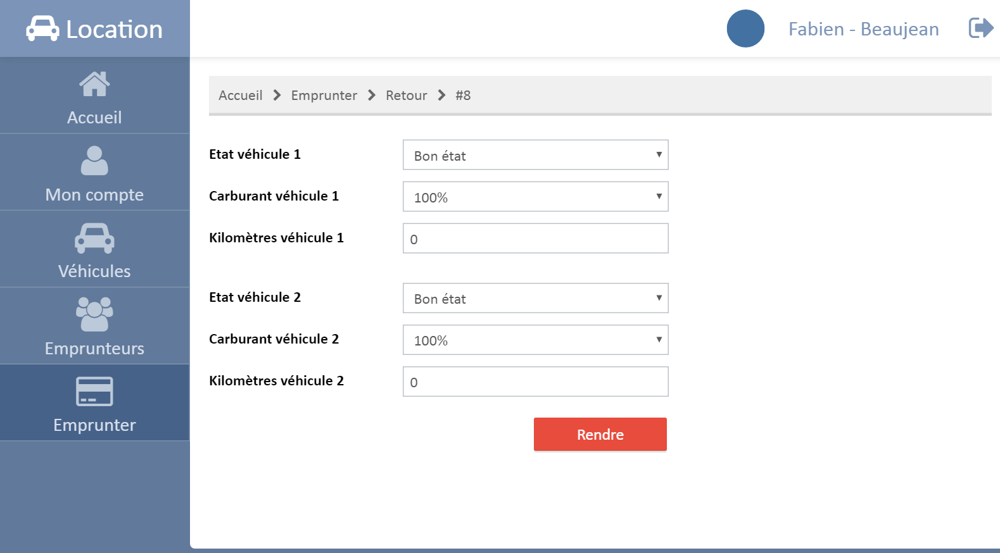 Location
Fabien - Beaujean
Accueil
Mon compte
Véhicules
Emprunteurs
Emprunter
Accueil Emprunter Retour #8
Etat véhicule 1 Bon état
Carburant véhicule 1 100%
Kilomètres véhicule 1 0
Etat véhicule 2 Bon état
Carburant véhicule 2 100%
Kilomètres véhicule 2 0
Rendre